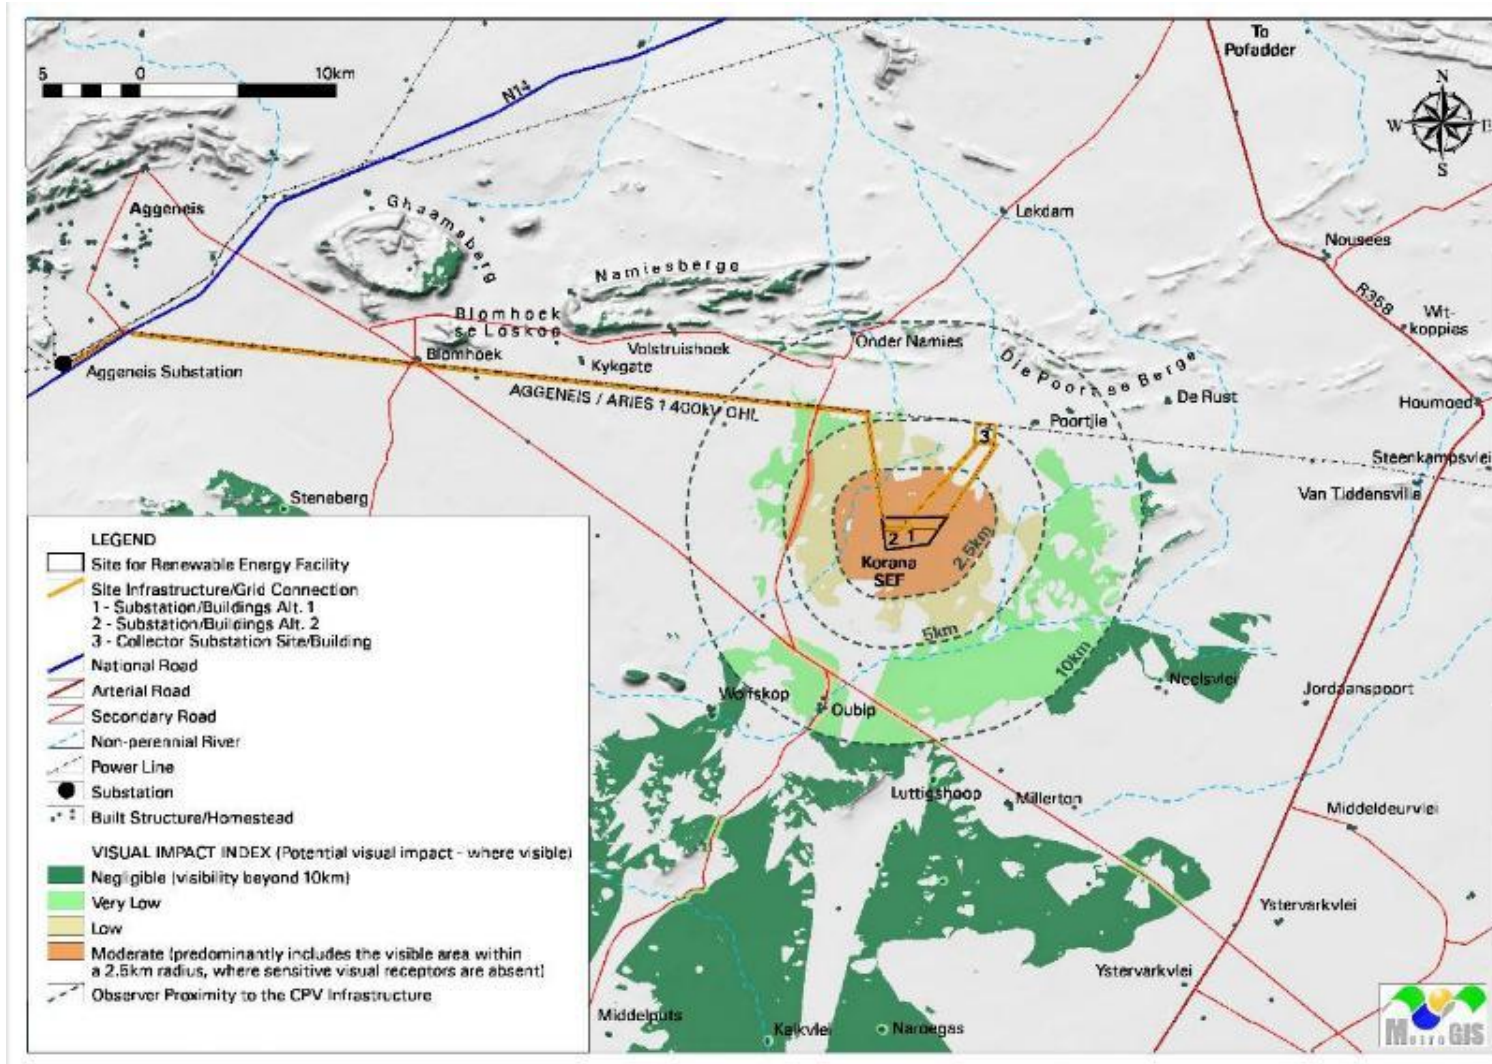 To
Pofadder
5 0 10km
N14
N
W E
S
Aggeneis
Ghaamsberg
Lekdam
Nousees
Namiesberge
R358
Wit-
koppies
Blomhoek
se Loskop
Volstruishoek
Onder Namies
Blomhoek
Kykgate
Die Poort se Berge
Aggeneis Substation
De Rust
Houmoed
AGGENEIS / ARIES 1 400kV OHL
Poortjie
3
Steenkampsvlei
Van Tiddensville
Steneberg
2 1
Korana
SEF
2.5km
5km
10km
Neelsvlei
Jordaanspoort
Wolfskop
Oubip
Luttigshoop
Millerton
Middeldeurvlei
Ystervarkvlei
Ystervarkvlei
Middelputs
Kalkvlei
Naroegas
LEGEND
Site for Renewable Energy Facility
Site Infrastructure/Grid Connection
1 - Substation/Buildings Alt. 1
2 - Substation/Buildings Alt. 2
3 - Collector Substation Site/Building
National Road
Arterial Road
Secondary Road
Non-perennial River
Power Line
Substation
Built Structure/Homestead
VISUAL IMPACT INDEX (Potential visual impact - where visible)
Negligible (visibility beyond 10km)
Very Low
Low
Moderate (predominantly includes the visible area within
a 2.5km radius, where sensitive visual receptors are absent)
Observer Proximity to the CPV Infrastructure
MetroGIS